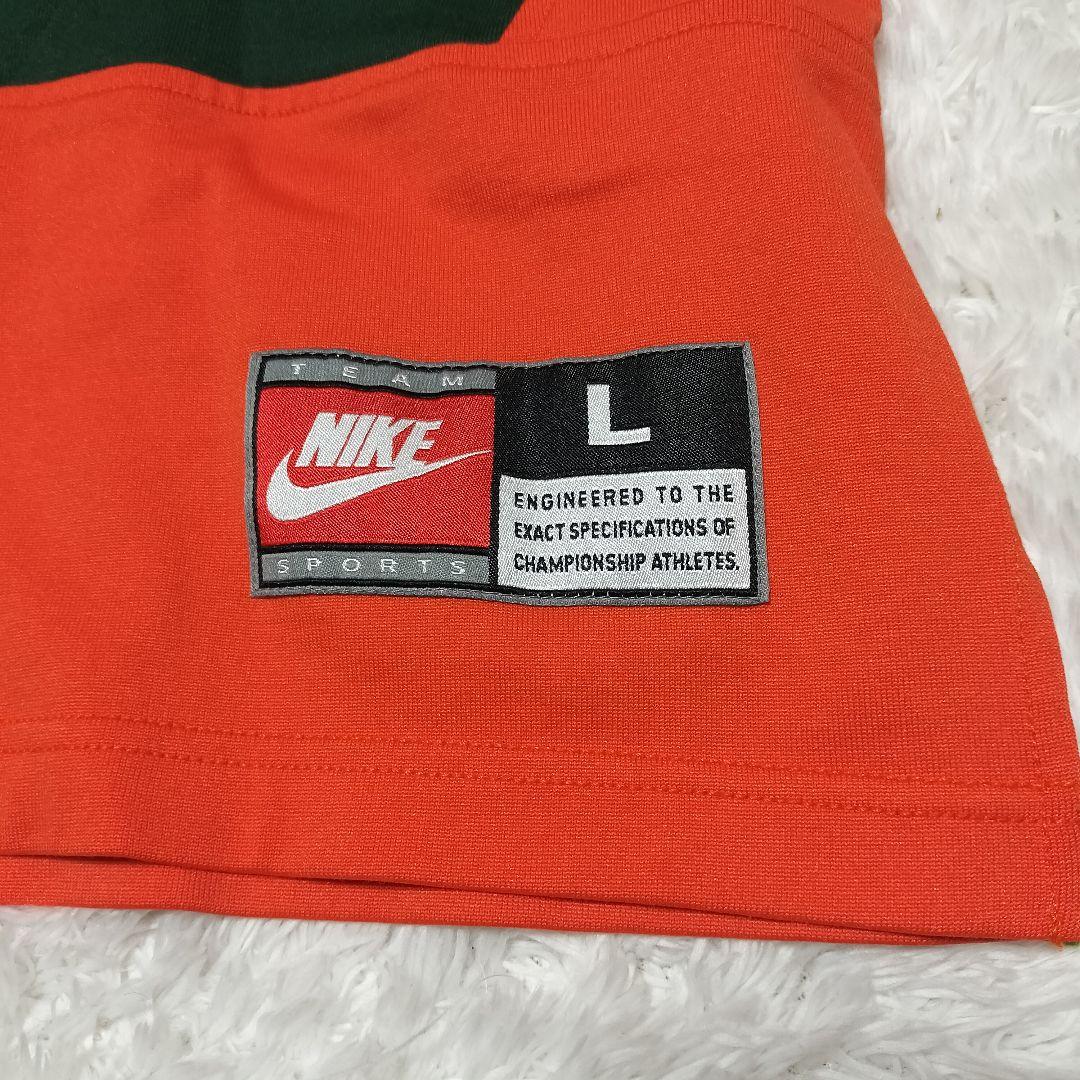 TEAM
NIKE
SPORTS
L
ENGINEERED TO THE
EXACT SPECIFICATIONS OF
CHAMPIONSHIP ATHLETES.